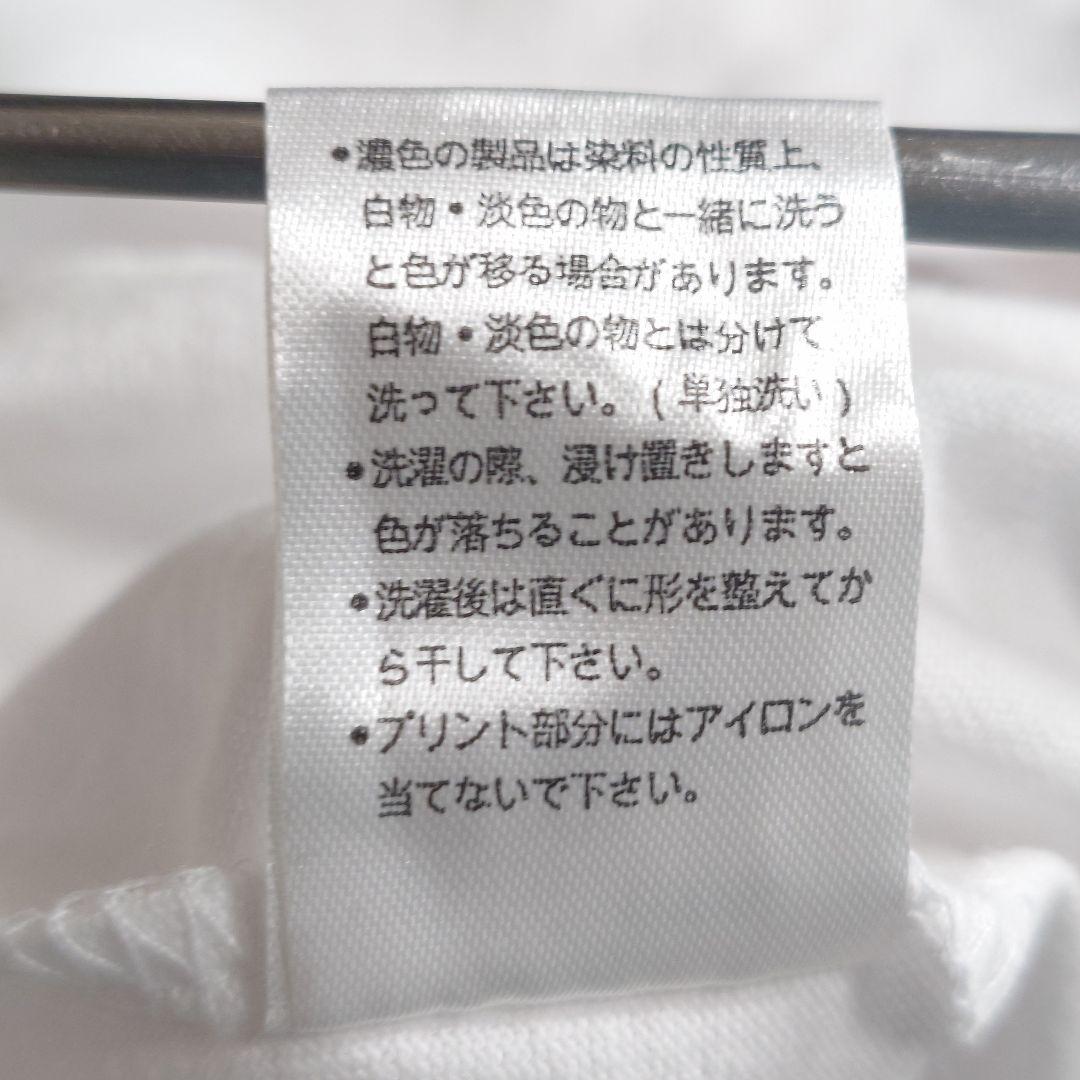 •濃色の製品は染料の性質上、
白物・淡色の物と一緒に洗う
と色が移る場合があります。
白物・淡色の物とは分けて
洗って下さい。(単独洗い)
•洗濯の際、浸け置きしますと
色が落ちることがあります。
•洗濯後は直ぐに形を整えてか
ら干して下さい。
•プリント部分にはアイロンを
当てないで下さい。